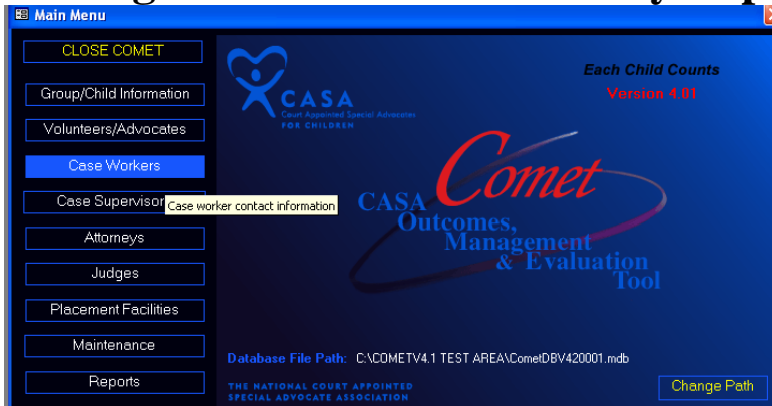 Main Menu
CLOSE COMET
Group/Child Information
Volunteers/Advocates
Case Workers
Case Supervisor
Case worker contact information
Attorneys
Judges
Placement Facilities
Maintenance
Reports
CASA
Court Appointed Special Advocates
FOR CHILDREN
Each Child Counts
Version 4.01
Comet
CASA
Outcomes,
Management
& Evaluation
Tool
Database File Path: C:\COMETV4.1 TEST AREA\CometDBV420001.mdb
THE NATIONAL COURT APPOINTED
SPECIAL ADVOCATE ASSOCIATION
Change Path